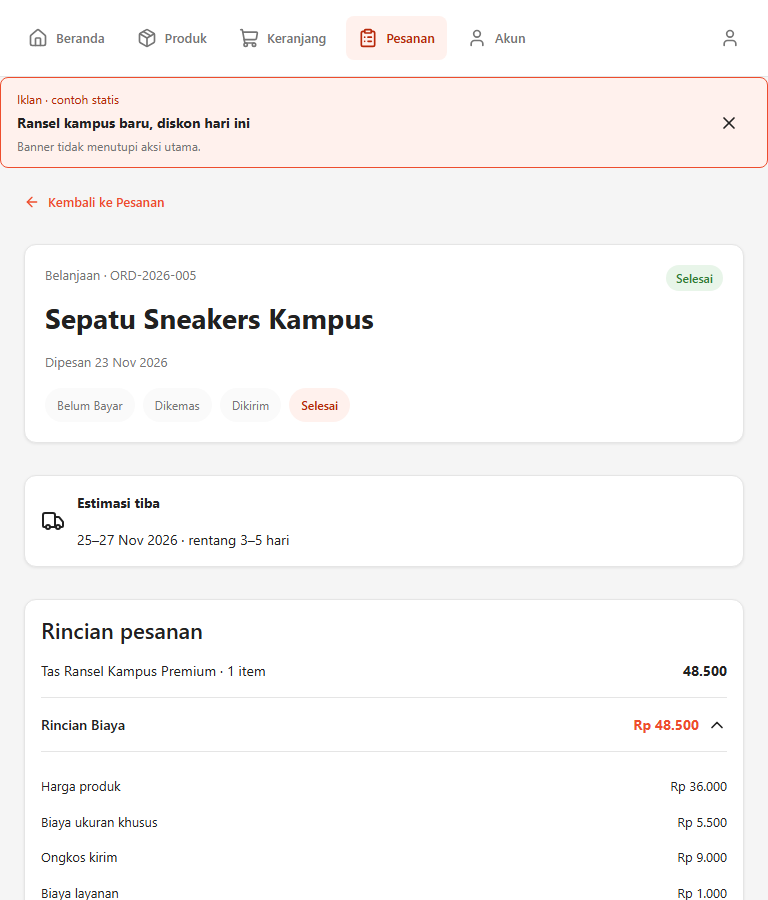 Beranda
Produk
Keranjang
Pesanan
Akun
Iklan · contoh statis
Ransel kampus baru, diskon hari ini
Banner tidak menutupi aksi utama.
Kembali ke Pesanan
Belanjaan · ORD-2026-005
Selesai
Sepatu Sneakers Kampus
Dipesan 23 Nov 2026
Belum Bayar
Dikemas
Dikirim
Selesai
Estimasi tiba
25–27 Nov 2026 · rentang 3–5 hari
Rincian pesanan
Tas Ransel Kampus Premium · 1 item
48.500
Rincian Biaya
Rp 48.500
Harga produk
Rp 36.000
Biaya ukuran khusus
Rp 5.500
Ongkos kirim
Rp 9.000
Biaya layanan
Rp 1.000